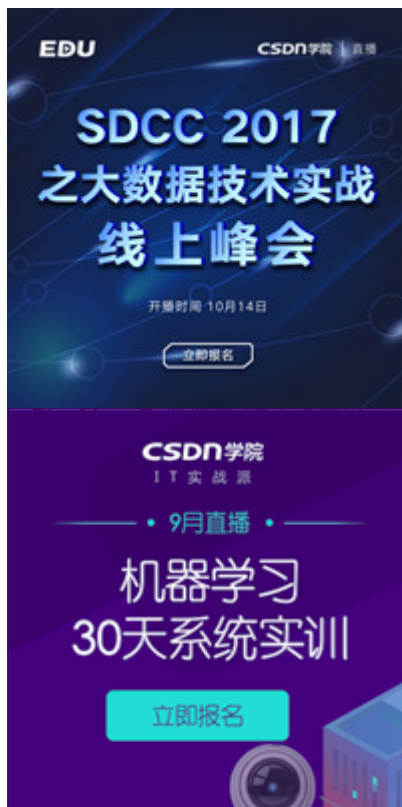 EDU
CSDN学院 | 直播
SDCC 2017
之大数据技术实战
线上峰会
开播时间 10月14日
立即报名
CSDN学院
IT实战派
• 9月直播 •
机器学习
30天系统实训
立即报名